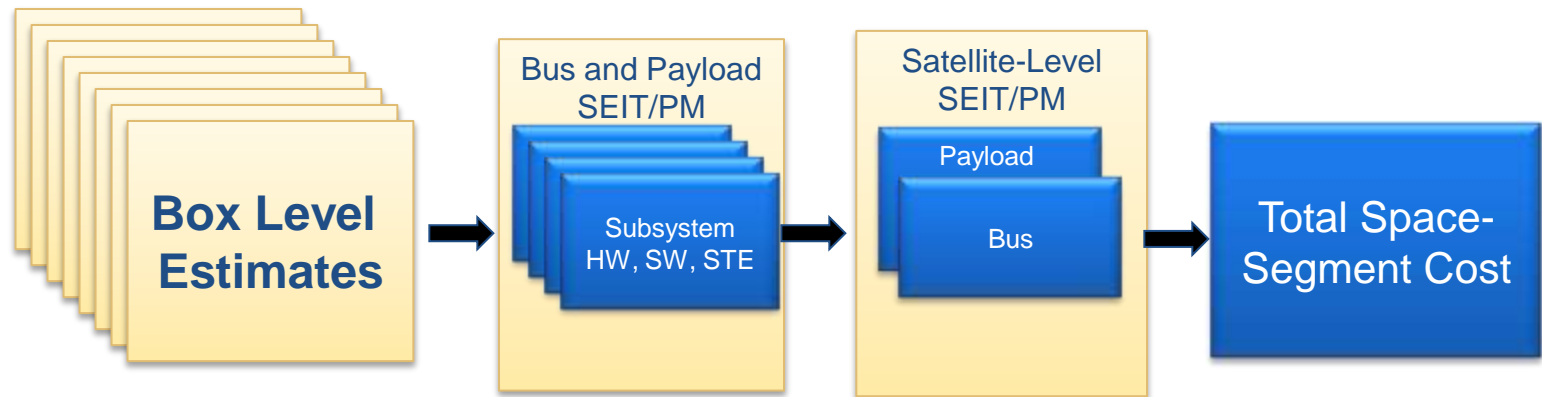 Box Level
Estimates
Bus and Payload
SEIT/PM
Subsystem
HW, SW, STE
Satellite-Level
SEIT/PM
Payload
Bus
Total Space-
Segment Cost